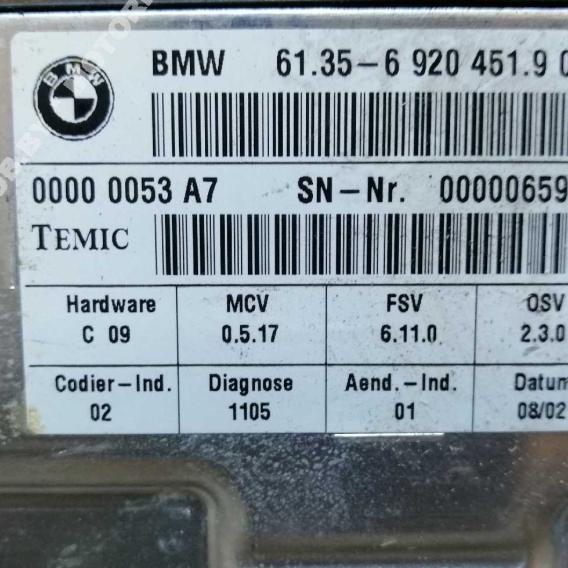 BMW
BMW 61.35-6 920 451.9
0000 0053 A7 SN-Nr. 00000659
TEMIC
Hardware MCV FSV OSV
C 09 0.5.17 6.11.0 2.3.0
Codier-Ind. Diagnose Aend.-Ind. Datum
02 1105 01 08/02